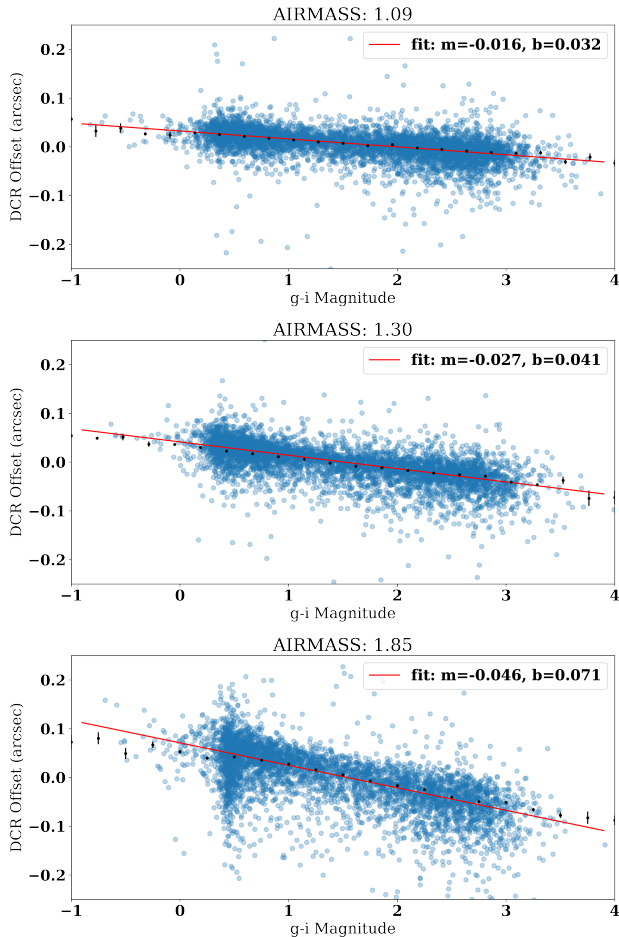 AIRMASS: 1.09
fit: m=-0.016, b=0.032
0.2
0.1
0.0
−0.1
−0.2
DCR Offset (arcsec)
−1 0 1 2 3 4
g-i Magnitude
AIRMASS: 1.30
fit: m=-0.027, b=0.041
0.2
0.1
0.0
−0.1
−0.2
DCR Offset (arcsec)
−1 0 1 2 3 4
g-i Magnitude
AIRMASS: 1.85
fit: m=-0.046, b=0.071
0.2
0.1
0.0
−0.1
−0.2
DCR Offset (arcsec)
−1 0 1 2 3 4
g-i Magnitude